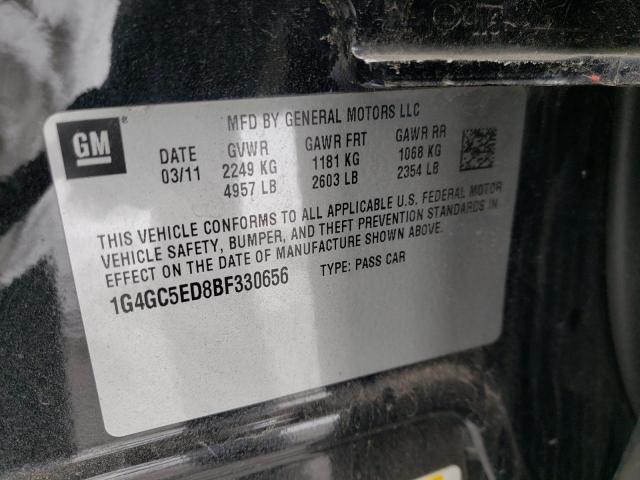 GM
®
MFD BY GENERAL MOTORS LLC
DATE GVWR GAWR FRT GAWR RR
03/11 2249 KG 1181 KG 1068 KG
4957 LB 2603 LB 2354 LB
THIS VEHICLE CONFORMS TO ALL APPLICABLE U.S. FEDERAL MOTOR
VEHICLE SAFETY, BUMPER, AND THEFT PREVENTION STANDARDS IN
EFFECT ON THE DATE OF MANUFACTURE SHOWN ABOVE.
1G4GC5ED8BF330656 TYPE: PASS CAR